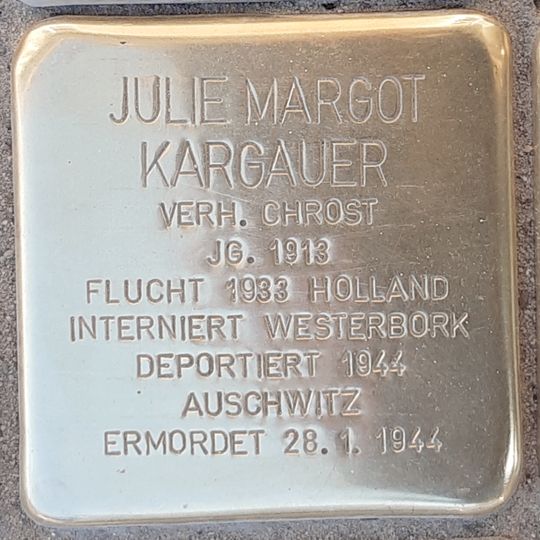 JULIE MARGOT
KARGAUER
VERH. CHROST
JG. 1913
FLUCHT 1933 HOLLAND
INTERNIERT WESTERBORK
DEPORTIERT 1944
AUSCHWITZ
ERMORDET 28.1.1944